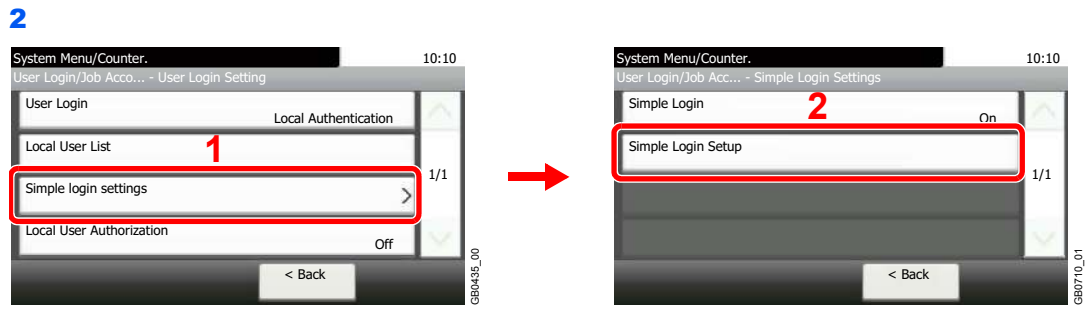 2
System Menu/Counter.
10:10
User Login/Job Acco... - User Login Setting
User Login
Local Authentication
Local User List
1
Simple login settings
>
1/1
Local User Authorization
Off
< Back
GB0435_00
System Menu/Counter.
10:10
User Login/Job Acc... - Simple Login Settings
Simple Login
2
On
Simple Login Setup
1/1
< Back
GB0710_01